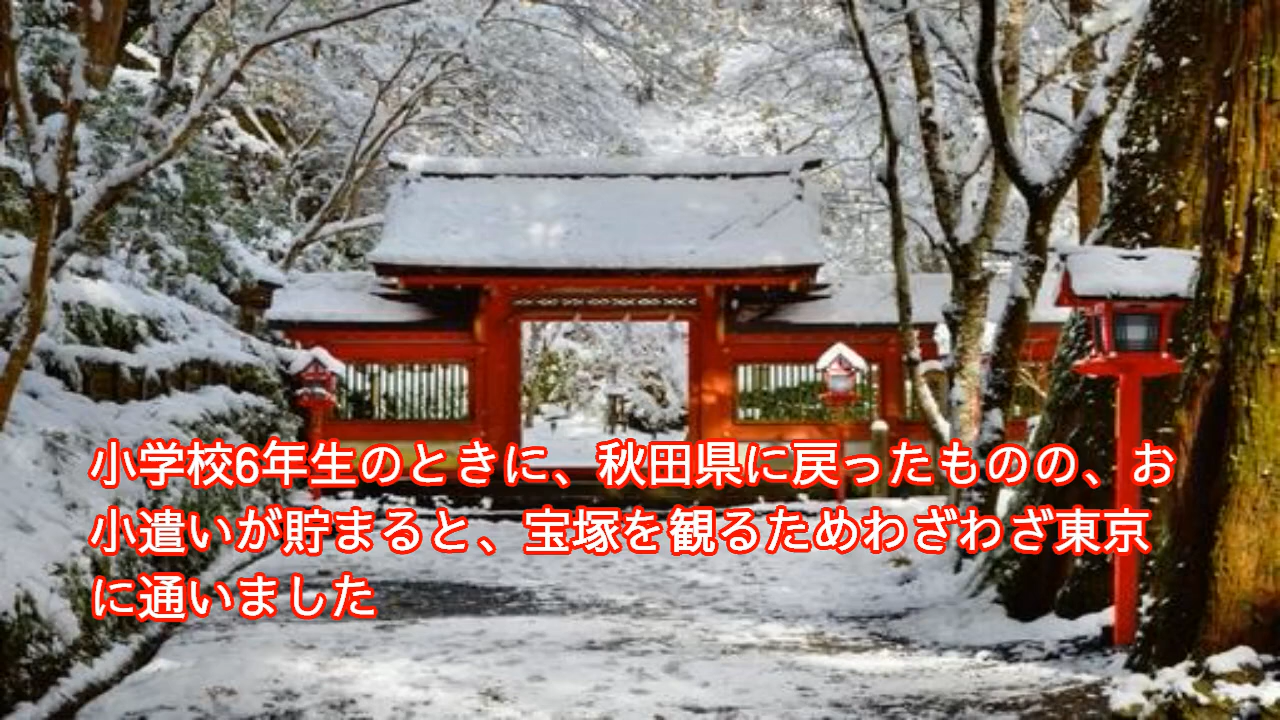 小学校6年生のときに、秋田県に戻ったものの、お
小遣いが貯まると、宝塚を観るためわざわざ東京
に通いました